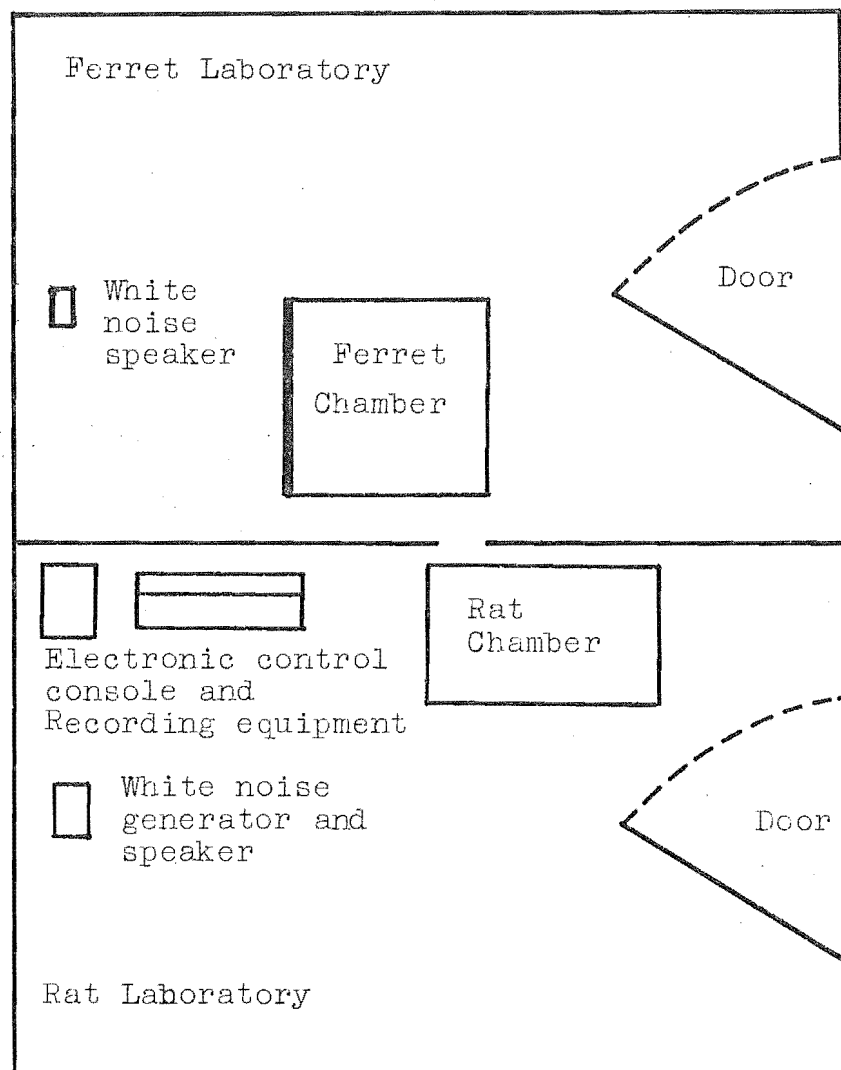 Ferret Laboratory
Door
White
noise
speaker
Ferret
Chamber
Rat
Chamber
Electronic control
console and
Recording equipment
White noise
generator and
speaker
Door
Rat Laboratory